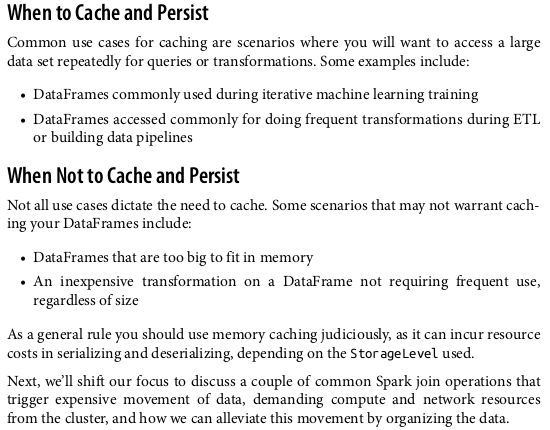 When to Cache and Persist
Common use cases for caching are scenarios where you will want to access a large
data set repeatedly for queries or transformations. Some examples include:
• DataFrames commonly used during iterative machine learning training
• DataFrames accessed commonly for doing frequent transformations during ETL
or building data pipelines
When Not to Cache and Persist
Not all use cases dictate the need to cache. Some scenarios that may not warrant cach-
ing your DataFrames include:
• DataFrames that are too big to fit in memory
• An inexpensive transformation on a DataFrame not requiring frequent use,
regardless of size
As a general rule you should use memory caching judiciously, as it can incur resource
costs in serializing and deserializing, depending on the StorageLevel used.
Next, we’ll shift our focus to discuss a couple of common Spark join operations that
trigger expensive movement of data, demanding compute and network resources
from the cluster, and how we can alleviate this movement by organizing the data.